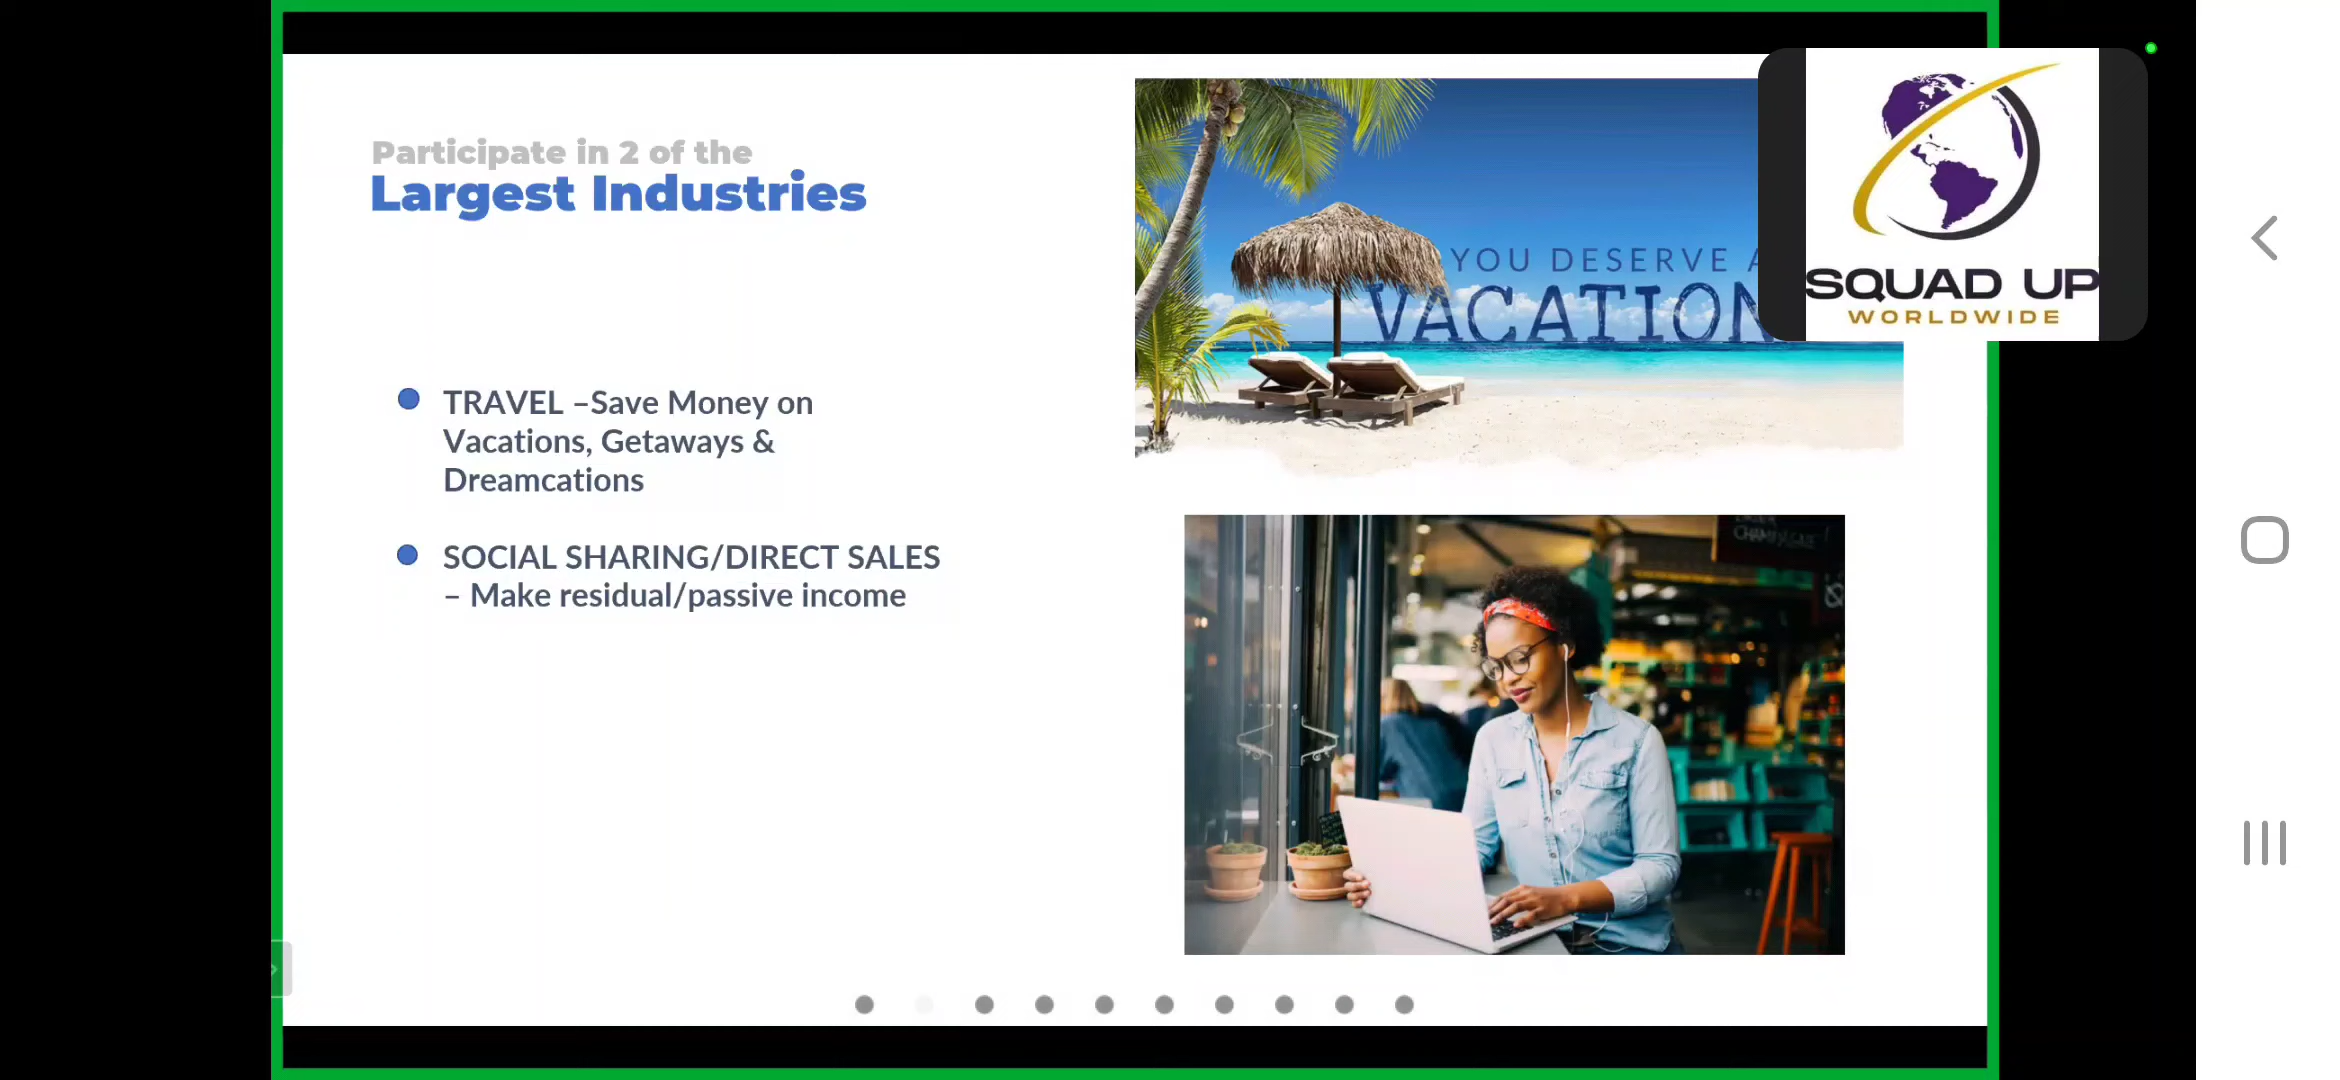 Participate in 2 of the
Largest Industries
TRAVEL –Save Money on
Vacations, Getaways &
Dreamcations
SOCIAL SHARING/DIRECT SALES
– Make residual/passive income
YOU DESERVE A
VACATION
SQUAD UP
WORLDWIDE
CHAMPAGNE
&